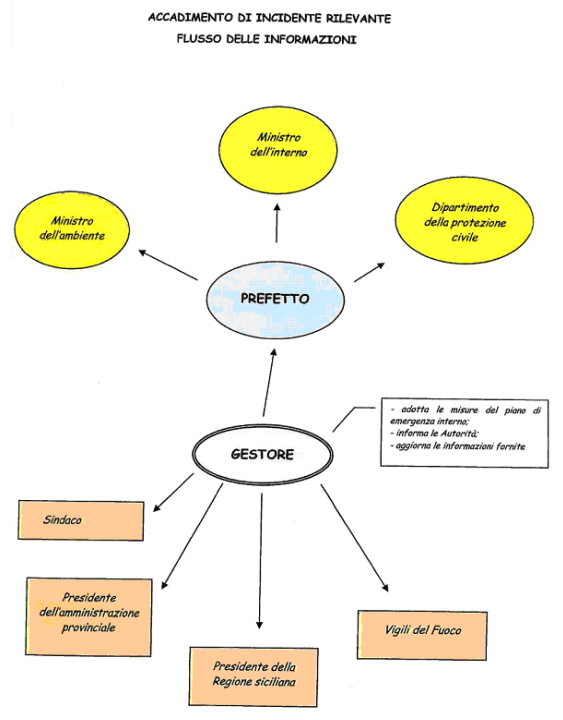 ACCADIMENTO DI INCIDENTE RILEVANTE
FLUSSO DELLE INFORMAZIONI
Ministro
dell'interno
Ministro
dell'ambiente
Dipartimento
della protezione
civile
PREFETTO
- adotta le misure del piano di
emergenza interno;
- informa le Autorità;
- aggiorna le informazioni fornite
GESTORE
Sindaco
Presidente
dell'amministrazione
provinciale
Vigili del Fuoco
Presidente della
Regione siciliana